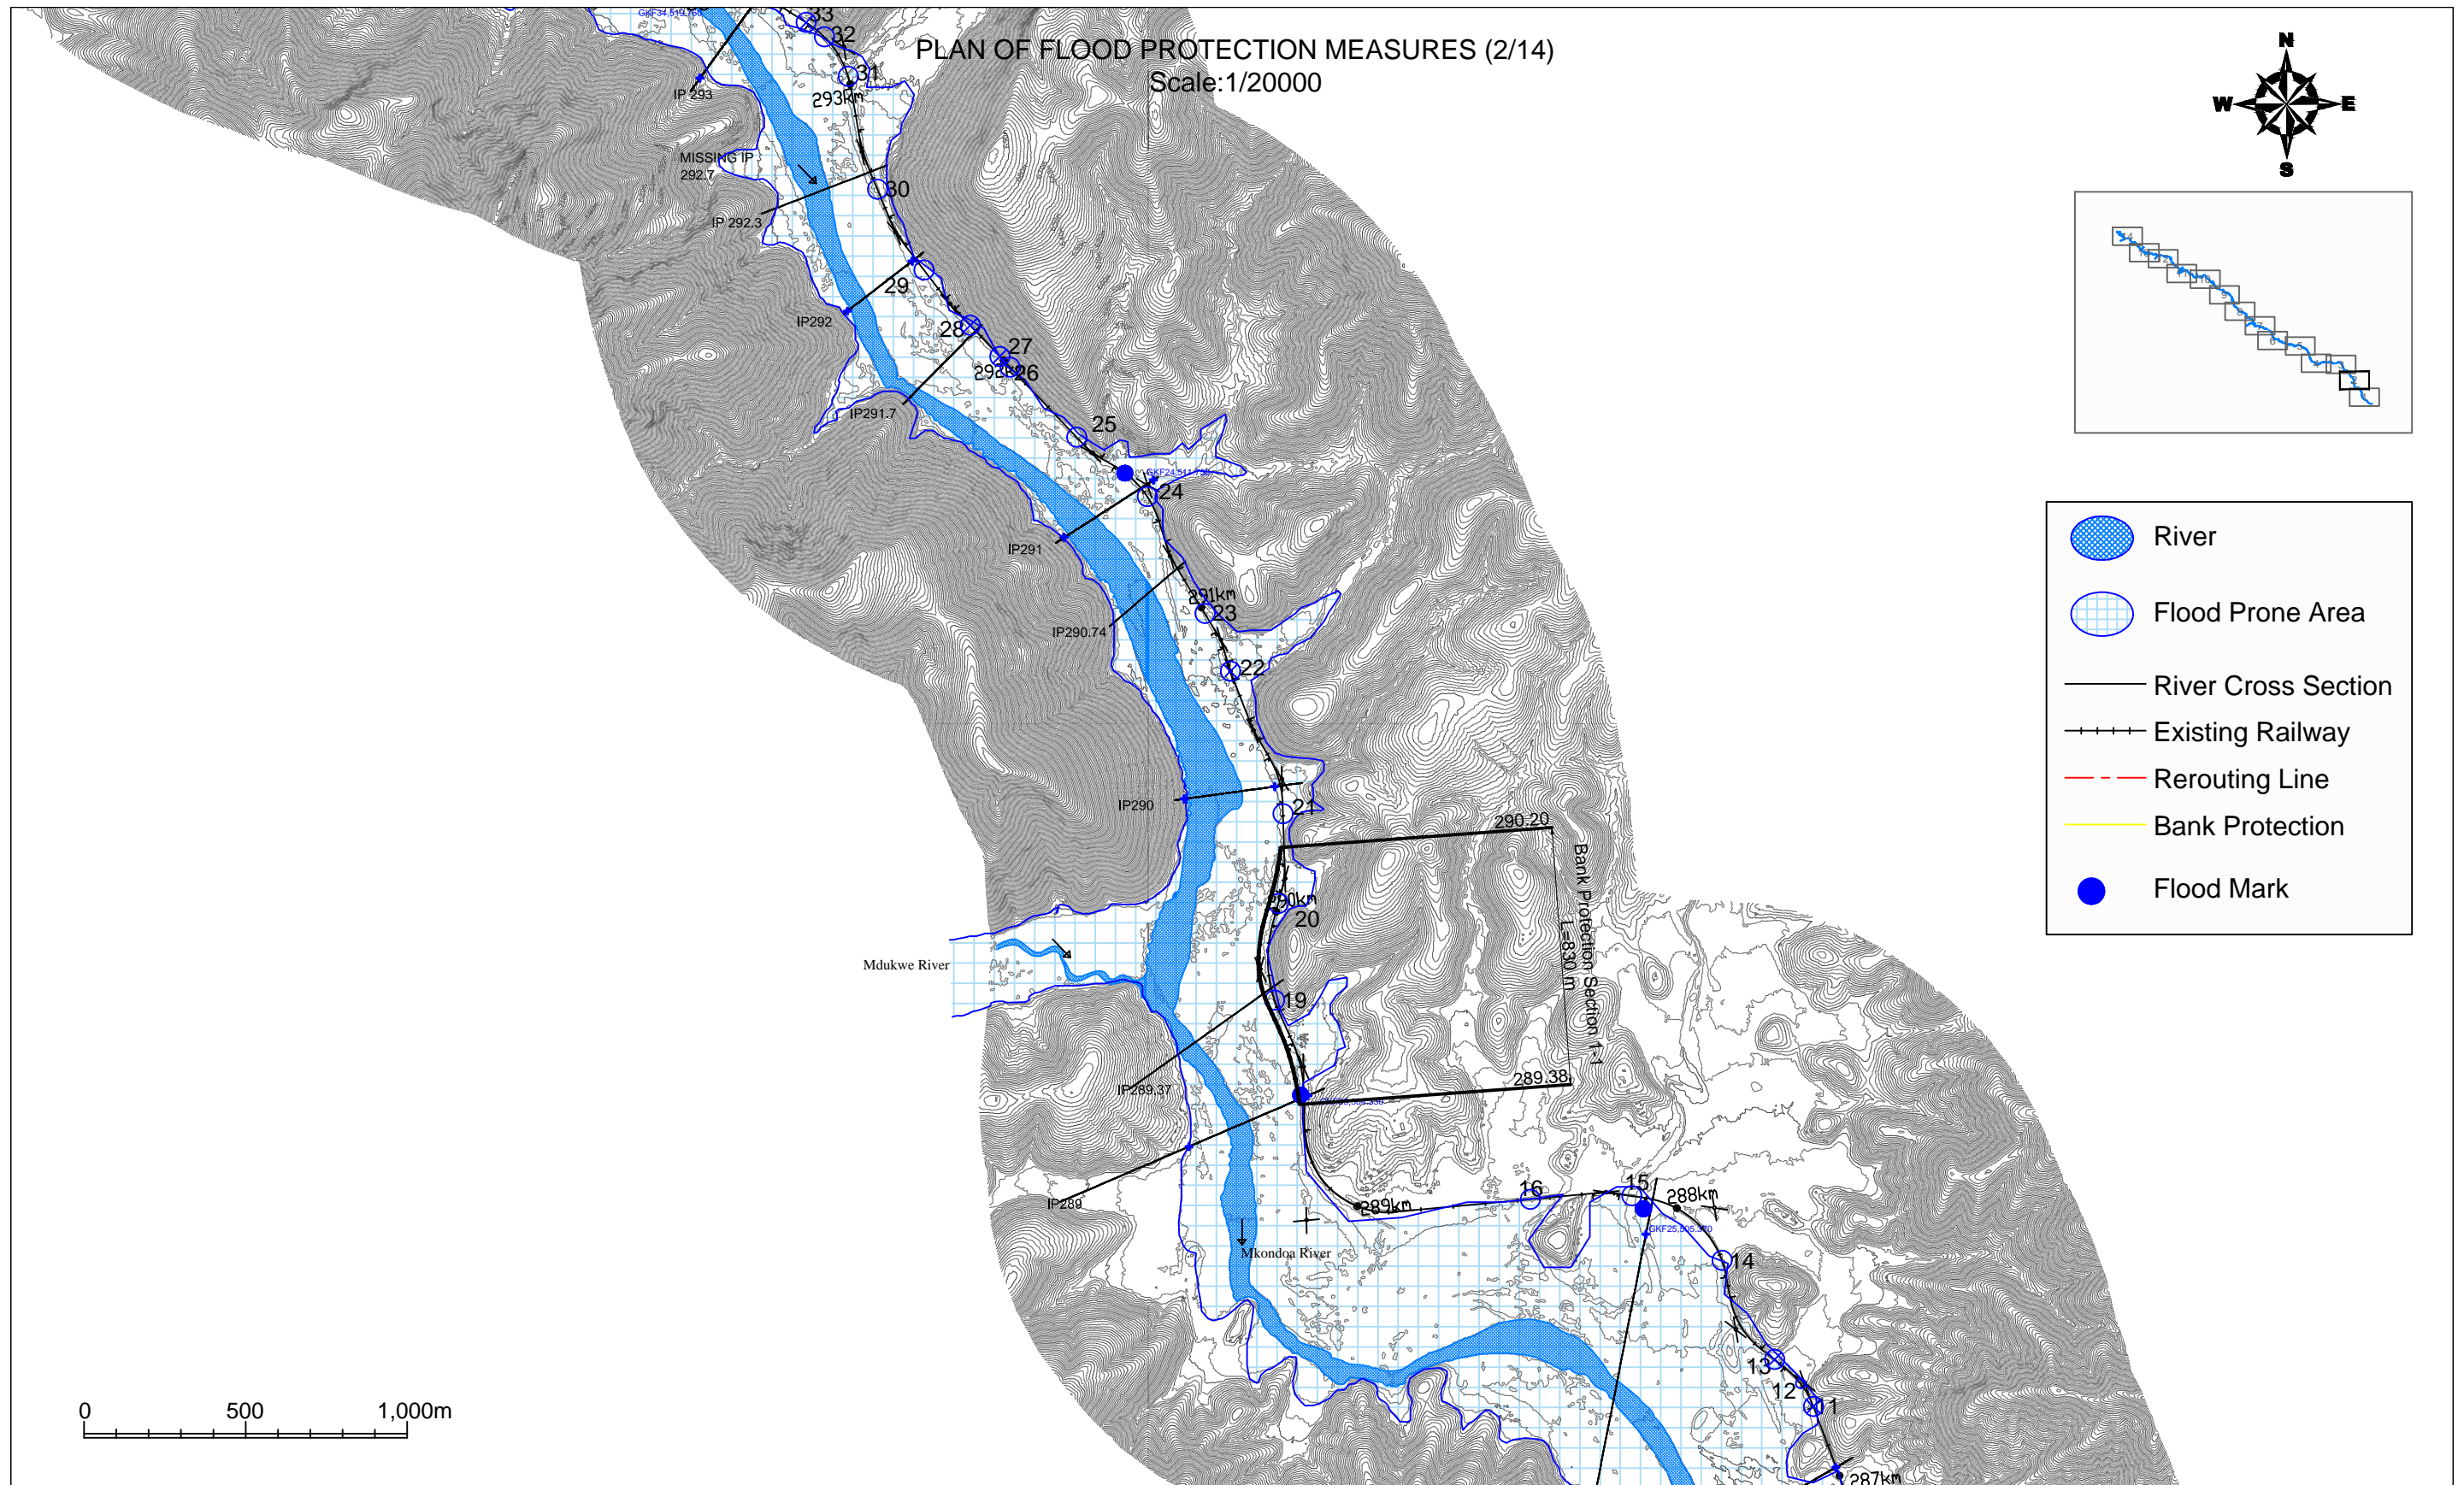 PLAN OF FLOOD PROTECTION MEASURES (2/14)
Scale:1/20000
N
W
E
S
33
32
31
293km
IP 293
MISSING IP
292.7
IP 292.3
30
29
IP292
28
27
26
IP291.7
25
24
IP291
291km
23
IP290.74
22
IP290
21
290.20
Bank Protection Section 1-1
L=830 m
20
Mdukwe River
19
IP289.37
289.38
IP289
289km
16
15
288km
GKF25,505.370
Mkondoa River
14
13
12
287km
0
500
1,000m
River
Flood Prone Area
River Cross Section
Existing Railway
Rerouting Line
Bank Protection
Flood Mark